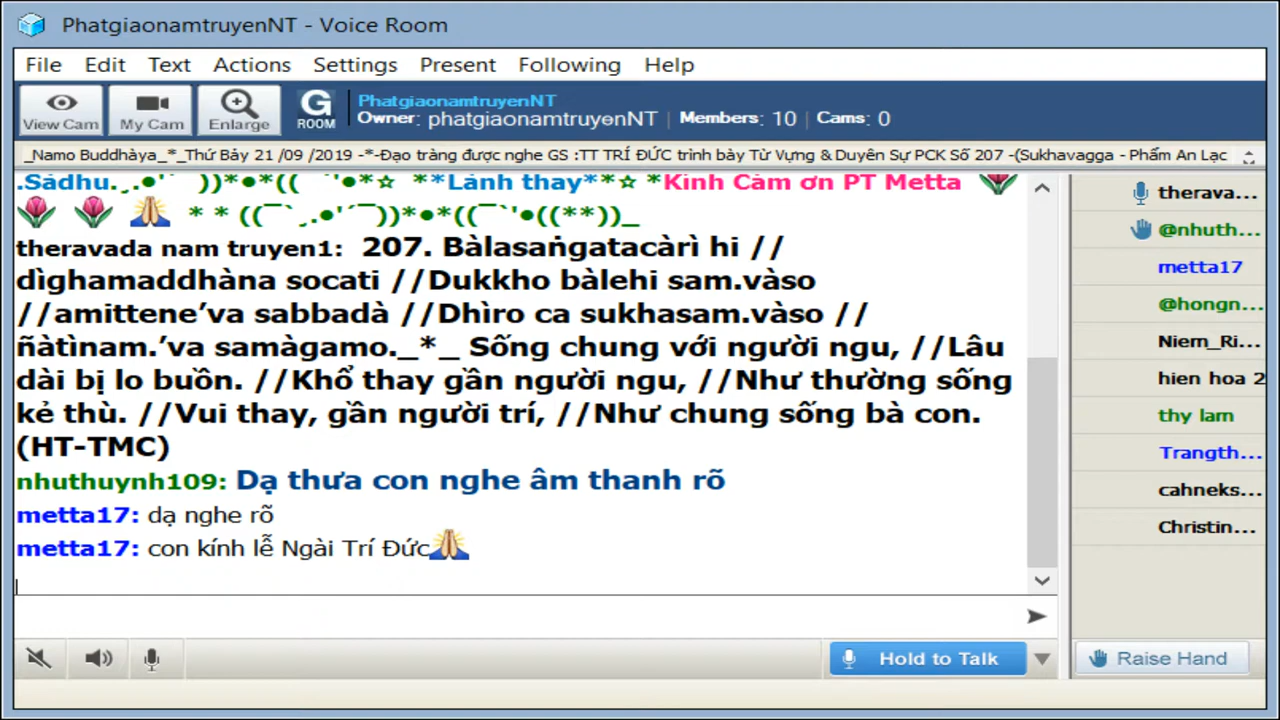 PhatgiaonamtruyenNT - Voice Room
File Edit Text Actions Settings Present Following Help
View Cam My Cam Enlarge G ROOM
PhatgiaonamtruyenNT
Owner: phatgiaonamtruyenNT | Members: 10 | Cams: 0
_Namo Buddhàya_*_Thứ Bảy 21 /09 /2019 -*-Đạo tràng được nghe GS :TT TRÍ ĐỨC trình bày Từ Vựng & Duyên Sự PCK Số 207 -(Sukhavagga - Phẩm An Lạc
.Sádhu.¸.●'´¯))*●*((¯`'●*☆ **Lành thay**☆ *Kính Cảm ơn PT Metta
* * ((¯`¸.●'´¯))*●*((¯`'●((**))_
theravada nam truyen1: 207. Bàlasaṅgatacàrì hi //
dìghamaddhàna socati //Dukkho bàlehi sam.vàso
//amittene’va sabbadà //Dhìro ca sukhasam.vàso //
ñàtìnam.’va samàgamo._*_ Sống chung với người ngu, //Lâu
dài bị lo buồn. //Khổ thay gần người ngu, //Như thường sống
kẻ thù. //Vui thay, gần người trí, //Như chung sống bà con.
(HT-TMC)
nhuthuynh109: Dạ thưa con nghe âm thanh rõ
metta17: dạ nghe rõ
metta17: con kính lễ Ngài Trí Đức
therava...
@nhuth...
metta17
@hongn...
Niem_Ri...
hien hoa 2
thy lam
Trangth...
cahneks...
Christin...
Hold to Talk
Raise Hand